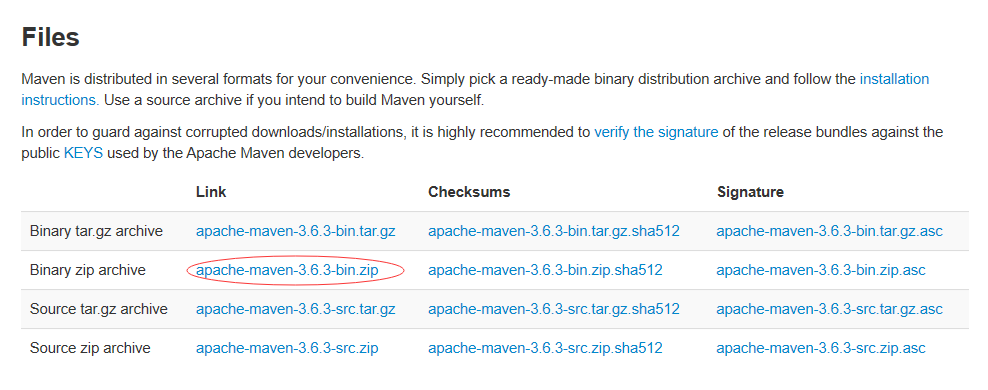 Files
Maven is distributed in several formats for your convenience. Simply pick a ready-made binary distribution archive and follow the installation
instructions. Use a source archive if you intend to build Maven yourself.
In order to guard against corrupted downloads/installations, it is highly recommended to verify the signature of the release bundles against the
public KEYS used by the Apache Maven developers.
Link Checksums Signature
Binary tar.gz archive apache-maven-3.6.3-bin.tar.gz apache-maven-3.6.3-bin.tar.gz.sha512 apache-maven-3.6.3-bin.tar.gz.asc
Binary zip archive apache-maven-3.6.3-bin.zip apache-maven-3.6.3-bin.zip.sha512 apache-maven-3.6.3-bin.zip.asc
Source tar.gz archive apache-maven-3.6.3-src.tar.gz apache-maven-3.6.3-src.tar.gz.sha512 apache-maven-3.6.3-src.tar.gz.asc
Source zip archive apache-maven-3.6.3-src.zip apache-maven-3.6.3-src.zip.sha512 apache-maven-3.6.3-src.zip.asc